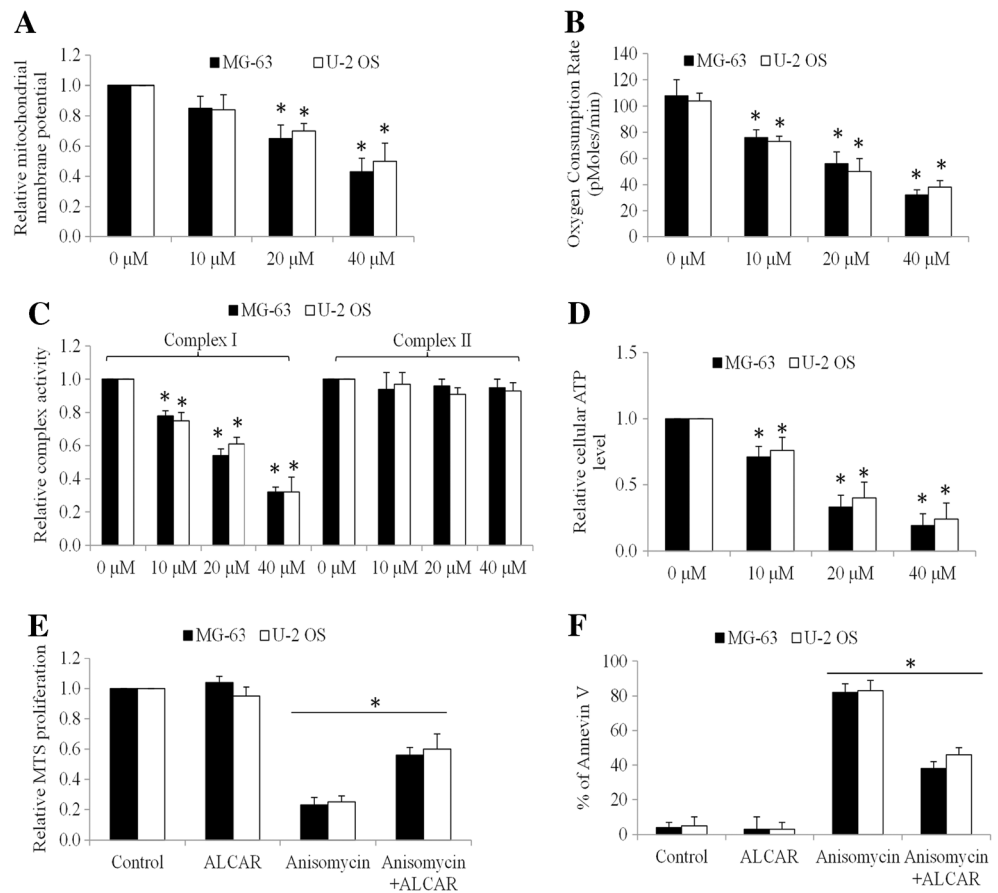 A
Relative mitochondrial
membrane potential
MG-63
U-2 OS
1.2
1.0
0.8
0.6
0.4
0.2
0.0
* * * *
0 μM 10 μM 20 μM 40 μM
B
Oxygen Consumption Rate
(pMoles/min)
MG-63
U-2 OS
140
120
100
80
60
40
20
0
* * * * * *
0 μM 10 μM 20 μM 40 μM
C
Relative complex activity
MG-63
U-2 OS
Complex I
Complex II
1.2
1.0
0.8
0.6
0.4
0.2
0.0
* * * * * *
0 μM 10 μM 20 μM 40 μM 0 μM 10 μM 20 μM 40 μM
D
Relative cellular ATP
level
MG-63
U-2 OS
1.5
1.0
0.5
0.0
* * * * * *
0 μM 10 μM 20 μM 40 μM
E
Relative MTS proliferation
MG-63
U-2 OS
1.2
1.0
0.8
0.6
0.4
0.2
0.0
*
Control ALCAR Anisomycin Anisomycin
+ALCAR
F
% of Annevin V
MG-63
U-2 OS
100
80
60
40
20
0
*
Control ALCAR Anisomycin Anisomycin
+ALCAR